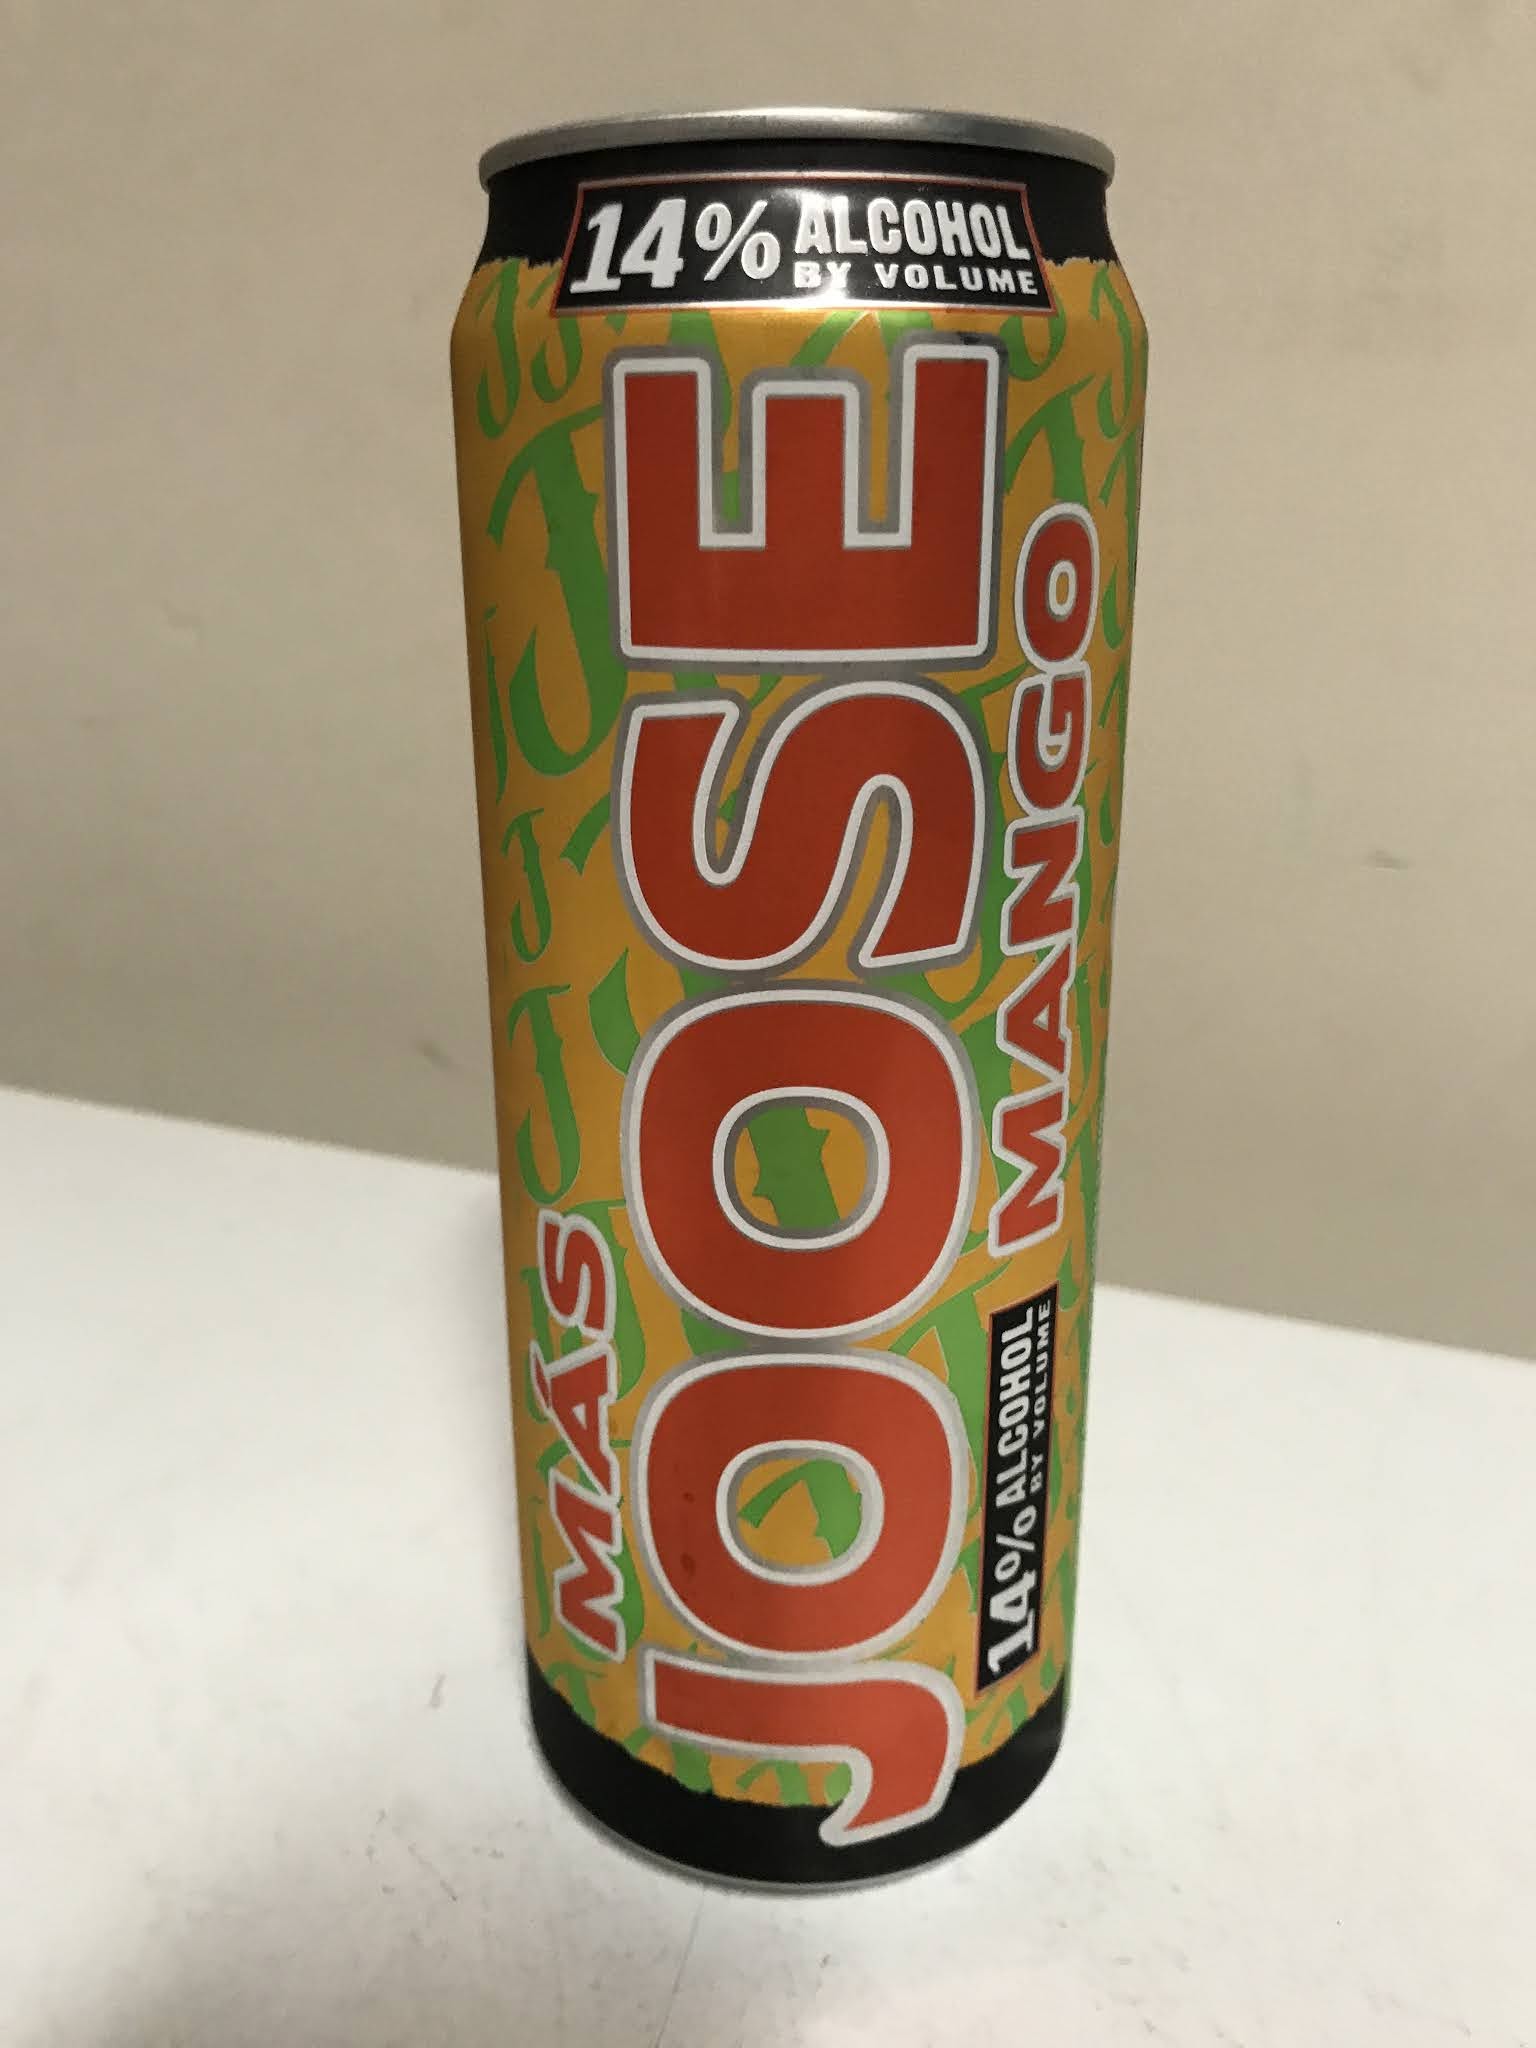 14% ALCOHOL
BY VOLUME
MÁS
JOOSE
MANGO
14% ALCOHOL
BY VOLUME